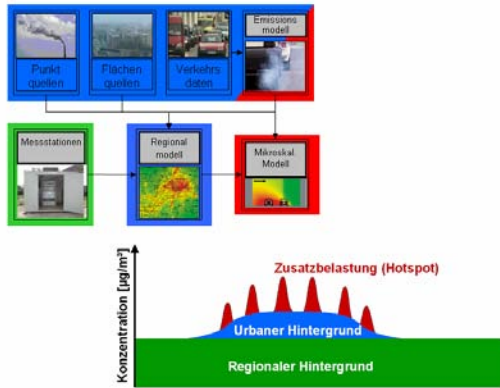 Emissions
modell
Punkt
quellen
Flächen
quellen
Verkehrs
daten
Messstationen
Regional
modell
Mikroskal.
Modell
Konzentration [µg/m³]
Zusatzbelastung (Hotspot)
Urbaner Hintergrund
Regionaler Hintergrund